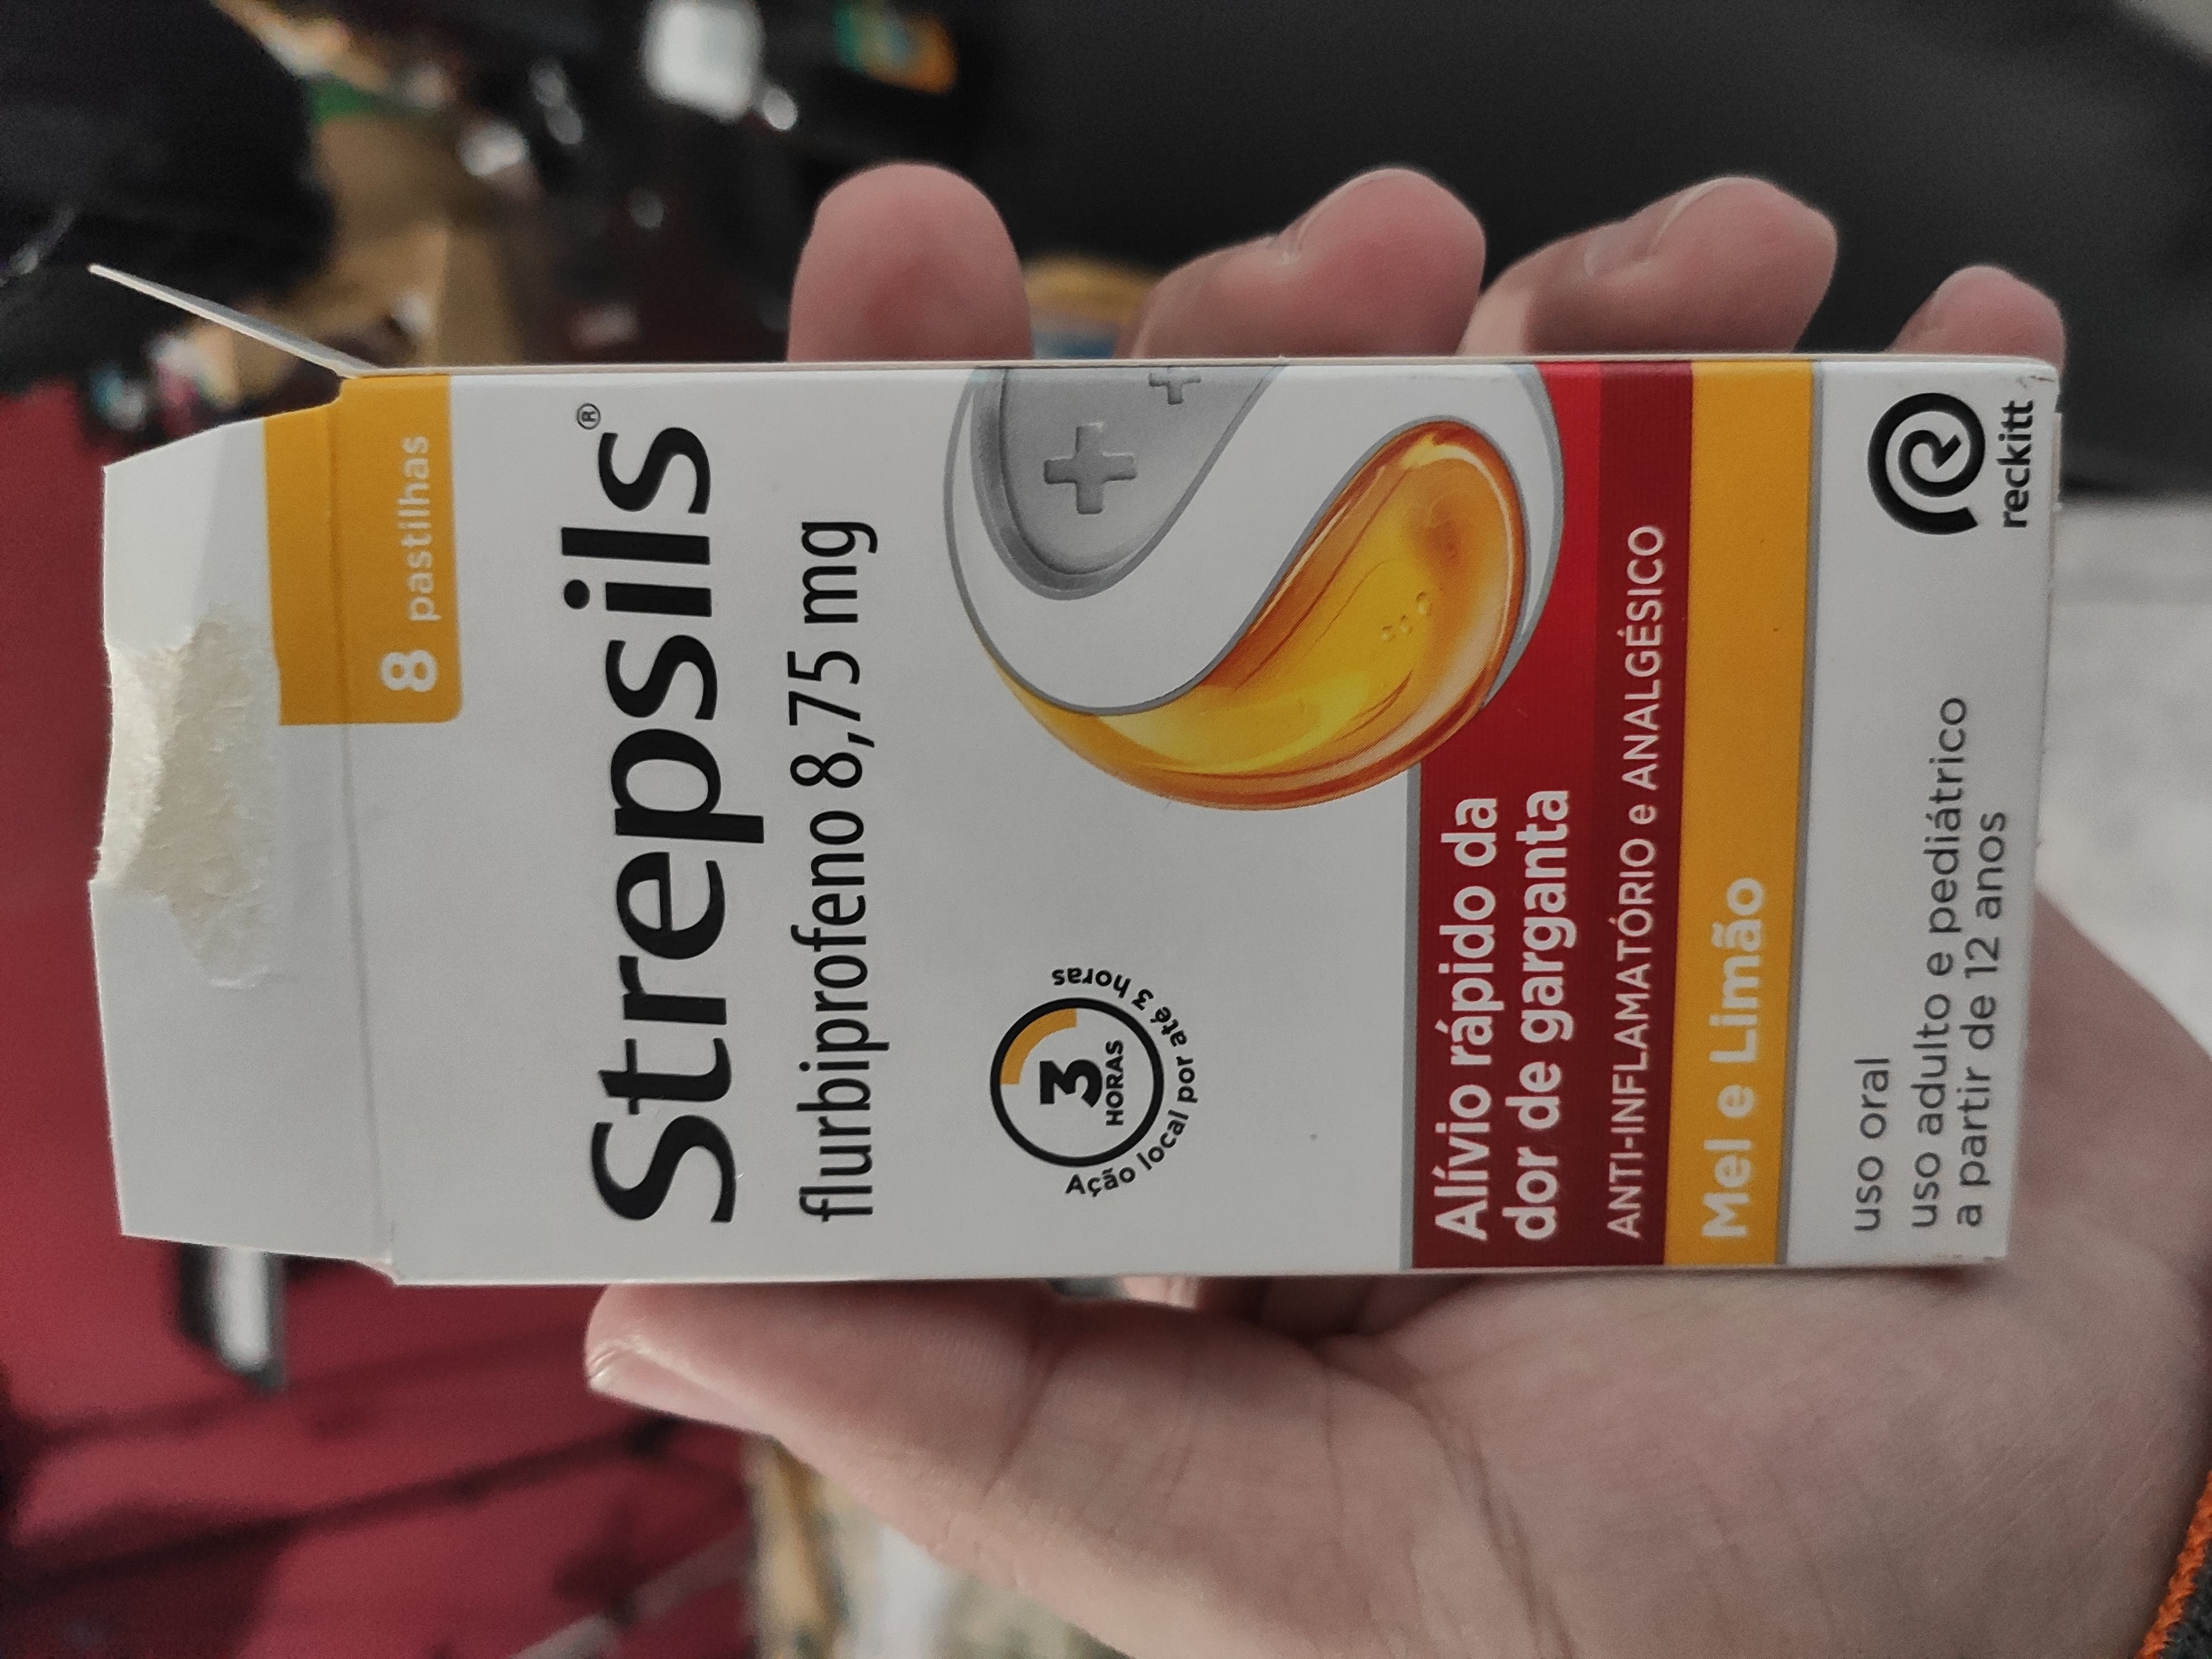 8 pastilhas
Strepsils®
flurbiprofeno 8,75 mg
3
HORAS
Ação local por até 3 horas
Alívio rápido da
dor de garganta
ANTI-INFLAMATÓRIO e ANALGÉSICO
Mel e Limão
uso oral
uso adulto e pediátrico
a partir de 12 anos
reckitt